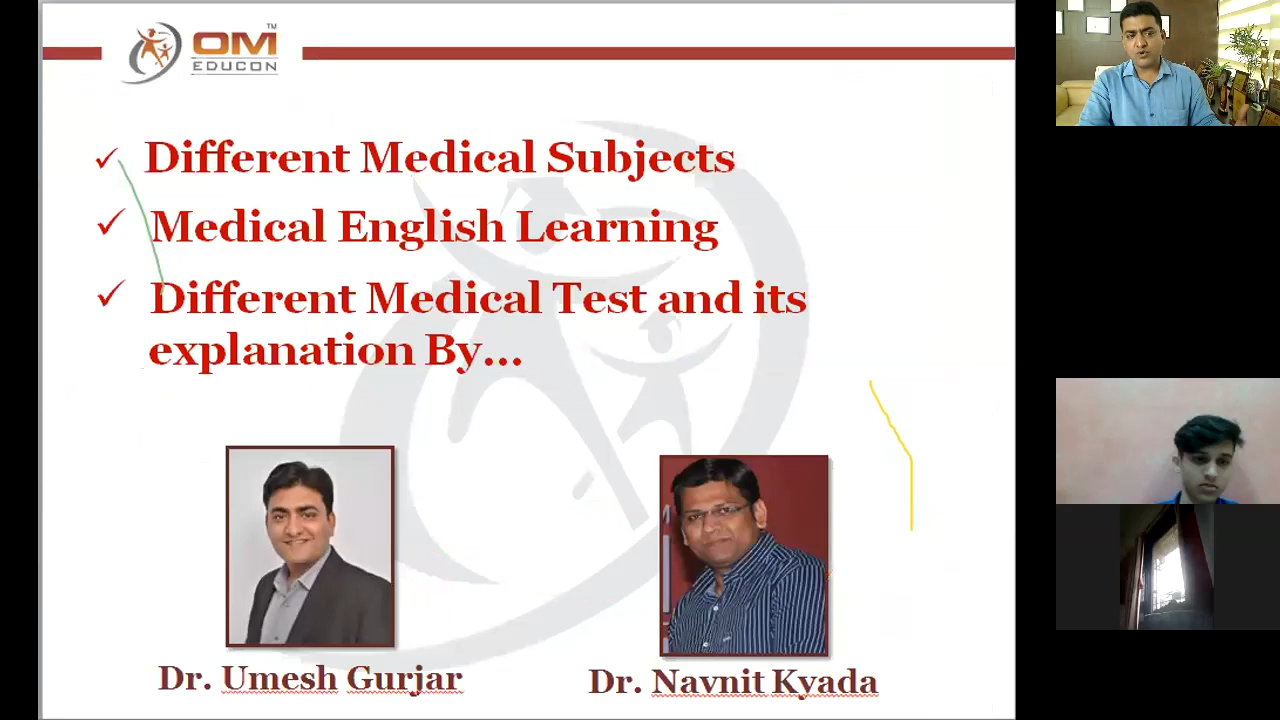 OM™
EDUCON
Different Medical Subjects
Medical English Learning
Different Medical Test and its
explanation By...
Dr. Umesh Gurjar
Dr. Navnit Kyada